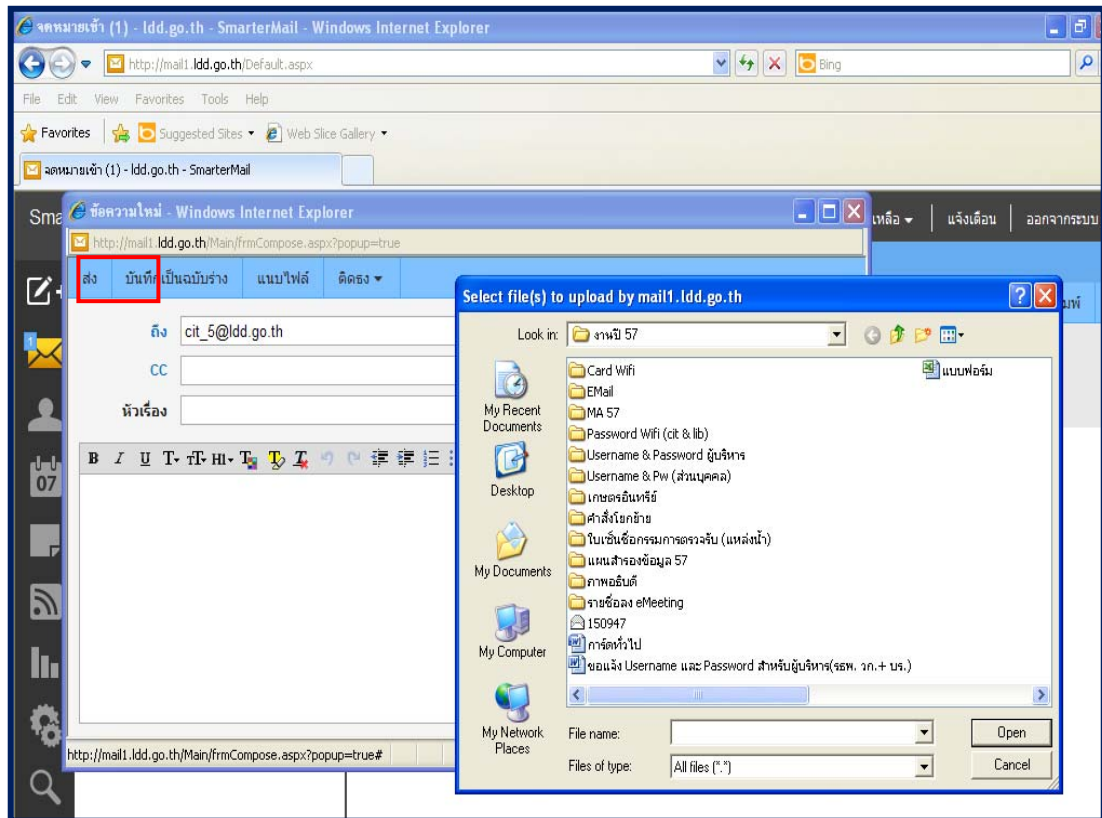 จดหมายเข้า (1) - ldd.go.th - SmarterMail - Windows Internet Explorer
http://mail1.ldd.go.th/Default.aspx
Bing
File Edit View Favorites Tools Help
Favorites Suggested Sites Web Slice Gallery
จดหมายเข้า (1) - ldd.go.th - SmarterMail
Sma
เหลือ แจ้งเตือน ออกจากระบบ
ข้อความใหม่ - Windows Internet Explorer
http://mail1.ldd.go.th/Main/frmCompose.aspx?popup=true
ส่ง บันทึกเป็นฉบับร่าง แนบไฟล์ ติดธง
ถึง cit_5@ldd.go.th
CC
หัวเรื่อง
B I U T T H1 T T T
1
07
http://mail1.ldd.go.th/Main/frmCompose.aspx?popup=true#
มพ์
Select file(s) to upload by mail1.ldd.go.th
Look in: งานปี 57
My Recent Documents
Desktop
My Documents
My Computer
My Network Places
Card Wifi
EMail
MA 57
Password Wifi (cit & lib)
Username & Password ผู้บริหาร
Username & Pw (ส่วนบุคคล)
เกษตรอินทรีย์
คำสั่งโยกย้าย
ใบเซ็นชื่อกรรมการตรวจรับ (แหล่งน้ำ)
แผนสำรองข้อมูล 57
ภาพอธิบดี
รายชื่อลง eMeeting
150947
การ์ดทั่วไป
ขอแจ้ง Username และ Password สำหรับผู้บริหาร(รธพ. วก.+ บร.)
แบบฟอร์ม
File name: Open
Files of type: All files (*.*) Cancel